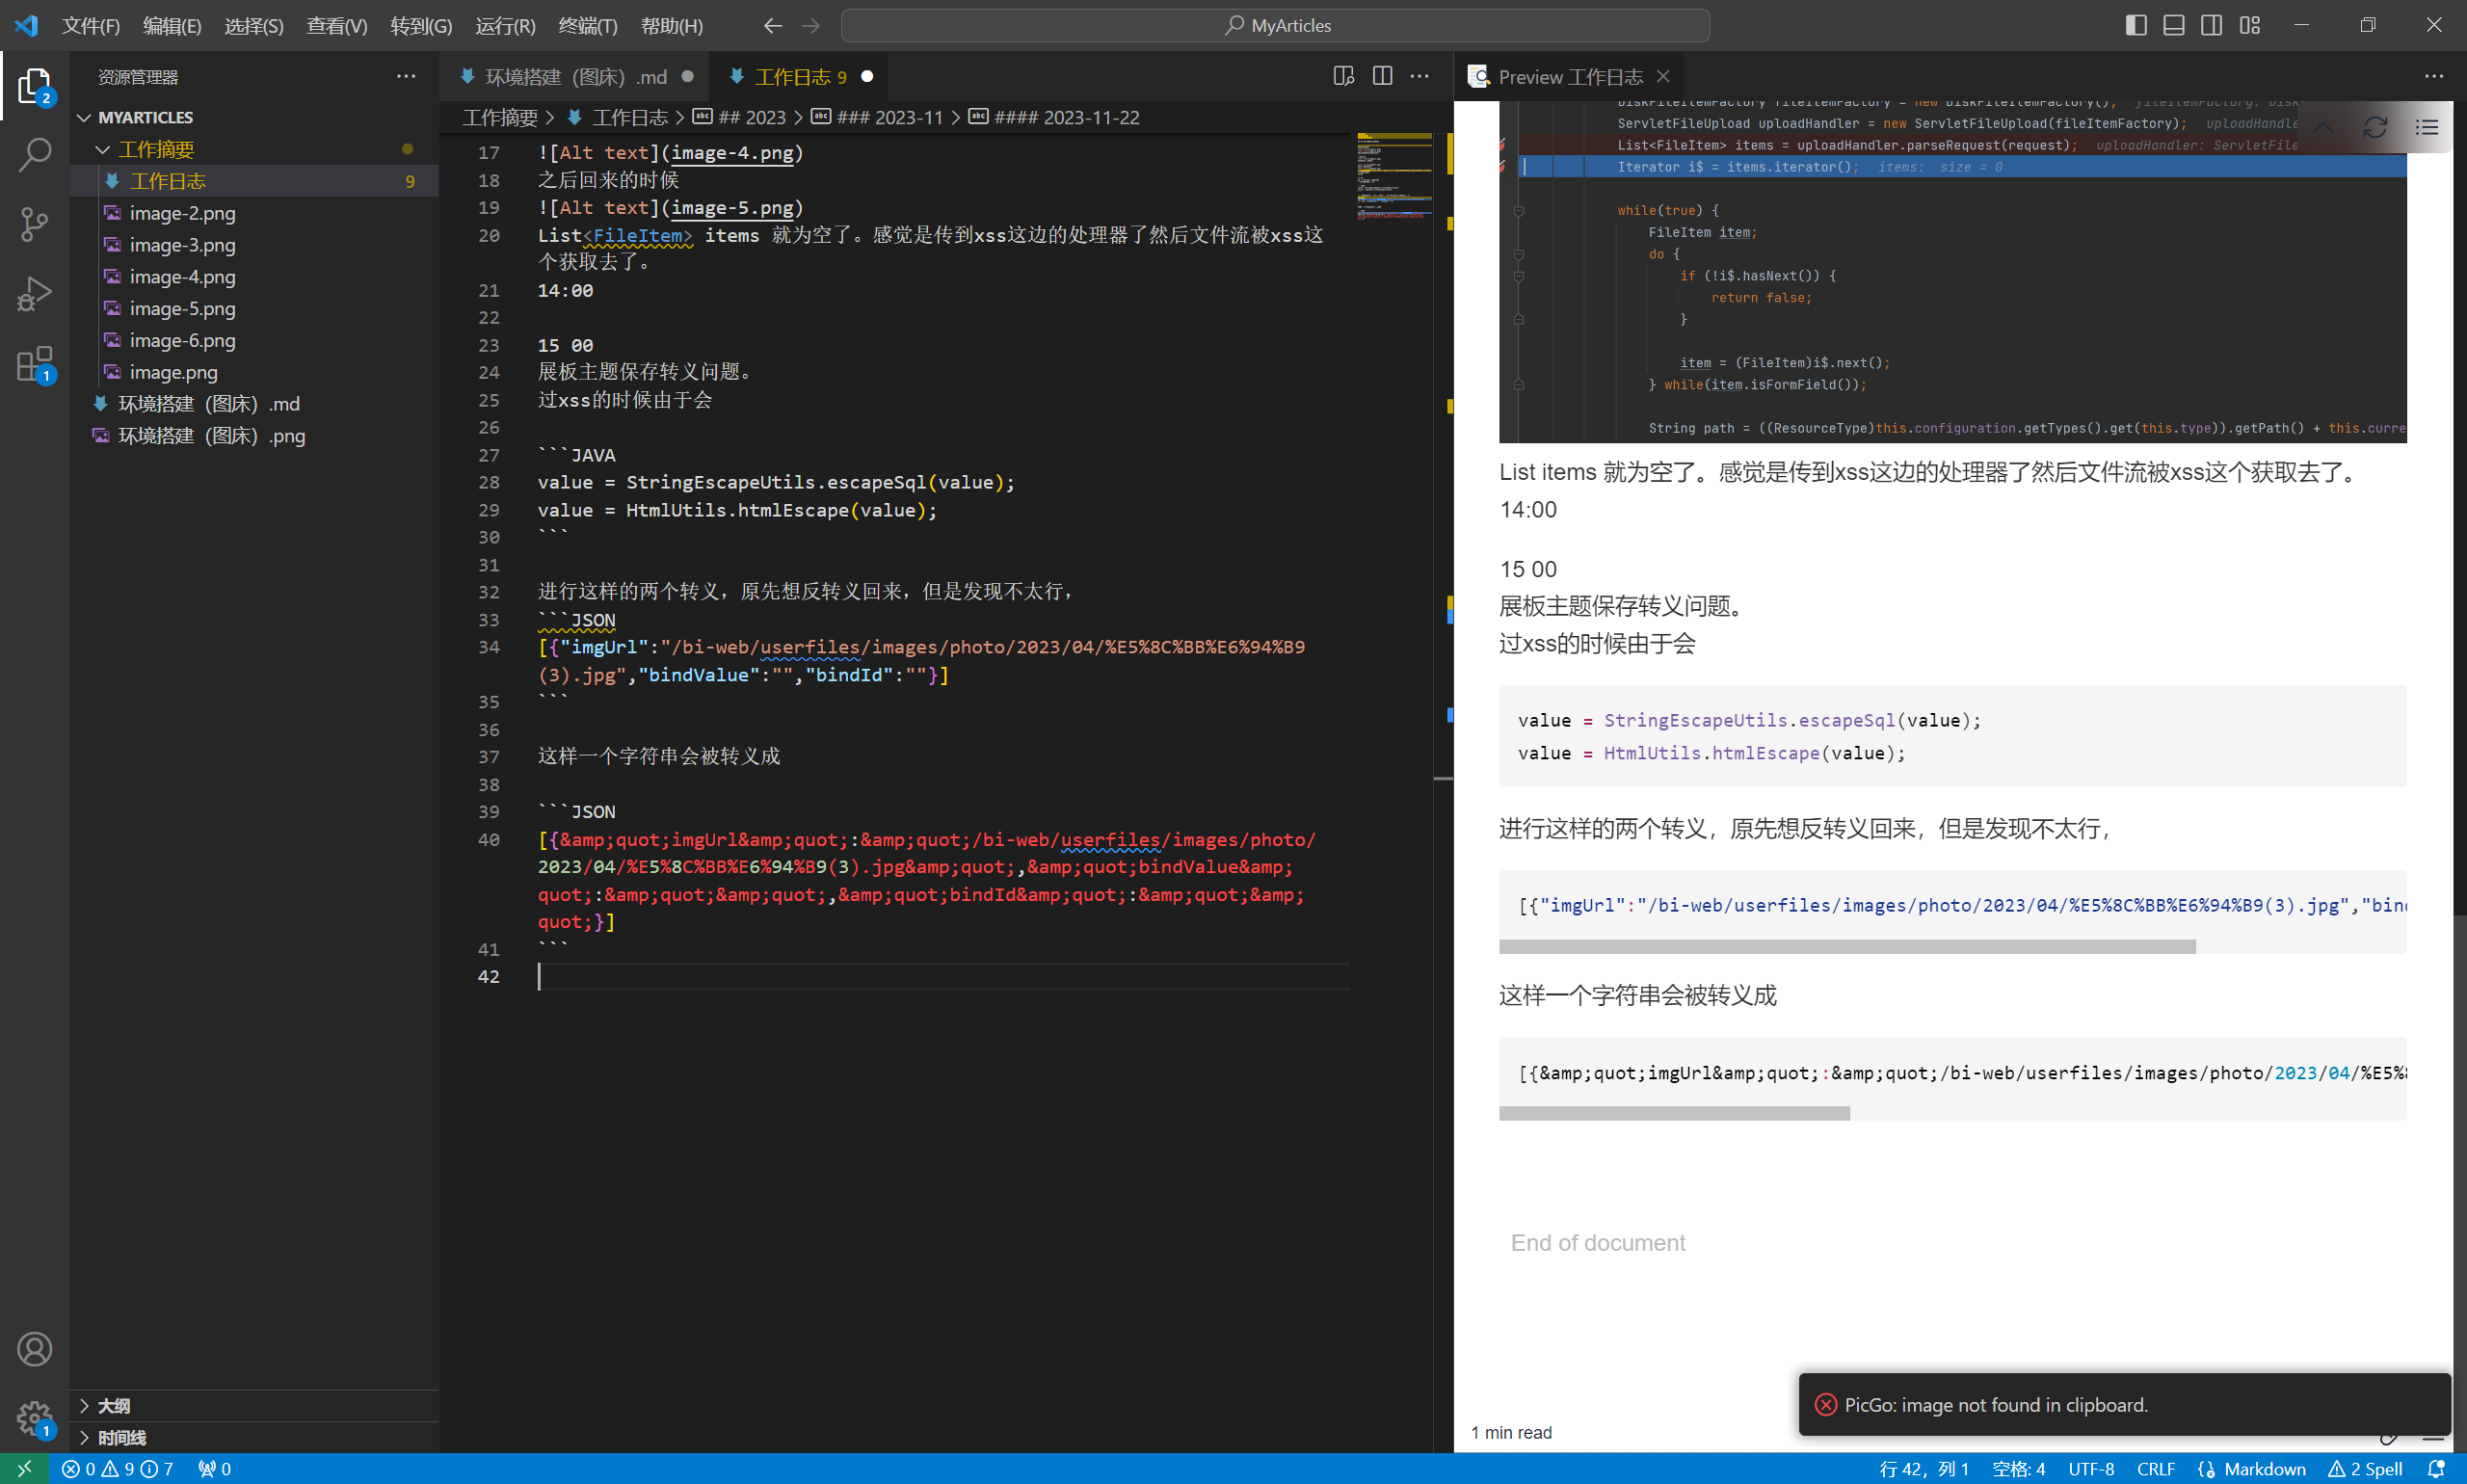 文件(F) 编辑(E) 选择(S) 查看(V) 转到(G) 运行(R) 终端(T) 帮助(H) MyArticles
资源管理器
MYARTICLES
工作摘要
工作日志 9
image-2.png
image-3.png
image-4.png
image-5.png
image-6.png
image.png
环境搭建（图床）.md
环境搭建（图床）.png
大纲
时间线
2
1
1
环境搭建（图床）.md 工作日志 9
工作摘要 > 工作日志 > ## 2023 > ### 2023-11 > #### 2023-11-22
17 ![Alt text](image-4.png)
18 之后回来的时候
19 ![Alt text](image-5.png)
20 List<FileItem> items 就为空了。感觉是传到xss这边的处理器了然后文件流被xss这
个获取去了。
21 14:00
22
23 15 00
24 展板主题保存转义问题。
25 过xss的时候由于会
26
27 ```JAVA
28 value = StringEscapeUtils.escapeSql(value);
29 value = HtmlUtils.htmlEscape(value);
30 ```
31
32 进行这样的两个转义，原先想反转义回来，但是发现不太行，
33 ```JSON
34 [{"imgUrl":"/bi-web/userfiles/images/photo/2023/04/%E5%8C%BB%E6%94%B9
(3).jpg","bindValue":"","bindId":""}]
35 ```
36
37 这样一个字符串会被转义成
38
39 ```JSON
40 [{&amp;quot;imgUrl&amp;quot;:&amp;quot;/bi-web/userfiles/images/photo/
2023/04/%E5%8C%BB%E6%94%B9(3).jpg&amp;quot;,&amp;quot;bindValue&amp;
quot;:&amp;quot;&amp;quot;,&amp;quot;bindId&amp;quot;:&amp;quot;&amp;
quot;}]
41 ```
42
Preview 工作日志
ServletFileUpload uploadHandler = new ServletFileUpload(fileItemFactory); uploadHandle
List<FileItem> items = uploadHandler.parseRequest(request); uploadHandler: ServletFile
Iterator i$ = items.iterator(); items: size = 0
while(true) {
FileItem item;
do {
if (!i$.hasNext()) {
return false;
}
item = (FileItem)i$.next();
} while(item.isFormField());
String path = ((ResourceType)this.configuration.getTypes().get(this.type)).getPath() + this.curre
List items 就为空了。感觉是传到xss这边的处理器了然后文件流被xss这个获取去了。
14:00
15 00
展板主题保存转义问题。
过xss的时候由于会
value = StringEscapeUtils.escapeSql(value);
value = HtmlUtils.htmlEscape(value);
进行这样的两个转义，原先想反转义回来，但是发现不太行，
[{"imgUrl":"/bi-web/userfiles/images/photo/2023/04/%E5%8C%BB%E6%94%B9(3).jpg","bind
这样一个字符串会被转义成
[{&amp;quot;imgUrl&amp;quot;:&amp;quot;/bi-web/userfiles/images/photo/2023/04/%E5%8
End of document
PicGo: image not found in clipboard.
1 min read
0 9 7 0 行 42，列 1 空格: 4 UTF-8 CRLF Markdown 2 Spell